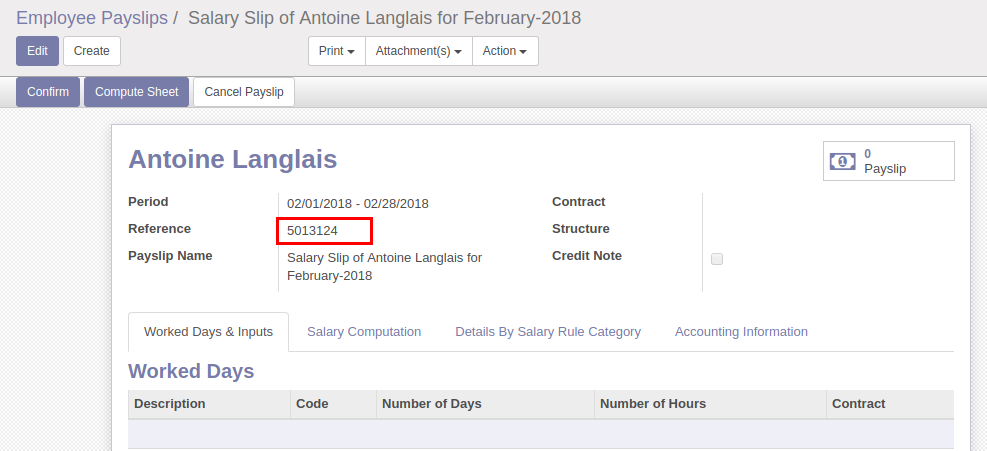 Employee Payslips / Salary Slip of Antoine Langlais for February-2018
Edit Create Print Attachment(s) Action
Confirm Compute Sheet Cancel Payslip
Antoine Langlais
1 0
Payslip
Period 02/01/2018 - 02/28/2018 Contract
Reference 5013124 Structure
Payslip Name Salary Slip of Antoine Langlais for Credit Note
February-2018
Worked Days & Inputs Salary Computation Details By Salary Rule Category Accounting Information
Worked Days
Description Code Number of Days Number of Hours Contract